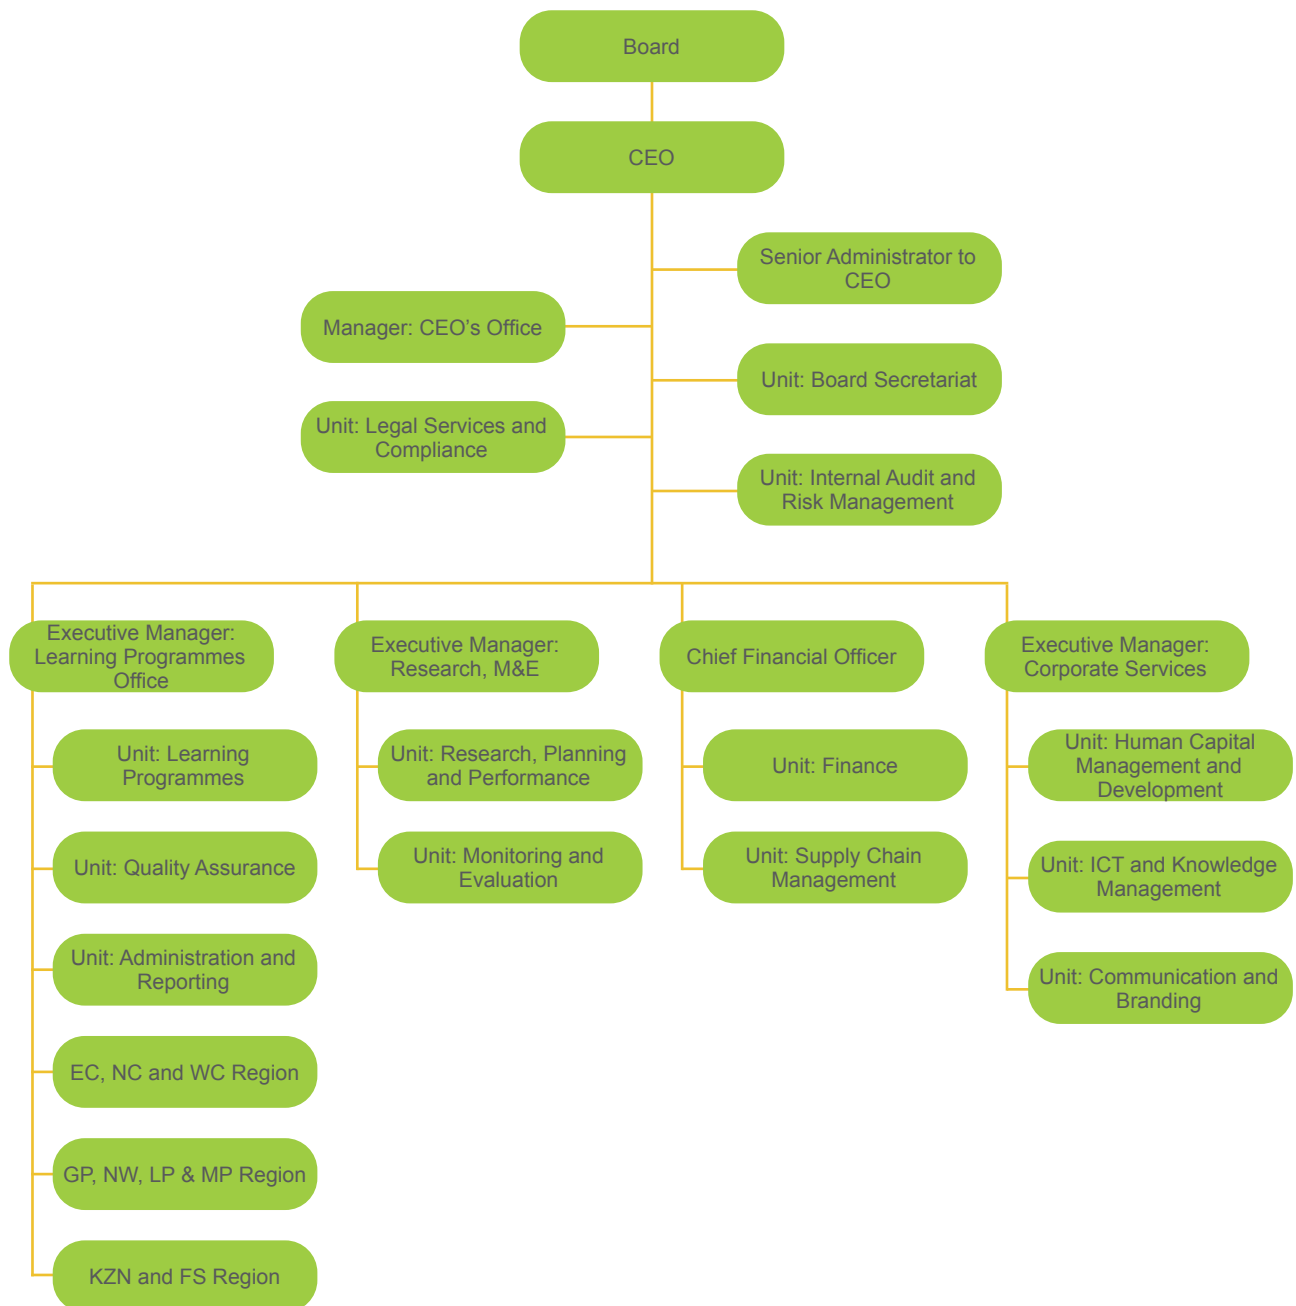 Board
CEO
Senior Administrator to
CEO
Manager: CEO’s Office
Unit: Board Secretariat
Unit: Legal Services and
Compliance
Unit: Internal Audit and
Risk Management
Executive Manager:
Learning Programmes
Office
Unit: Learning
Programmes
Unit: Quality Assurance
Unit: Administration and
Reporting
EC, NC and WC Region
GP, NW, LP & MP Region
KZN and FS Region
Executive Manager:
Research, M&E
Unit: Research, Planning
and Performance
Unit: Monitoring and
Evaluation
Chief Financial Officer
Unit: Finance
Unit: Supply Chain
Management
Executive Manager:
Corporate Services
Unit: Human Capital
Management and
Development
Unit: ICT and Knowledge
Management
Unit: Communication and
Branding